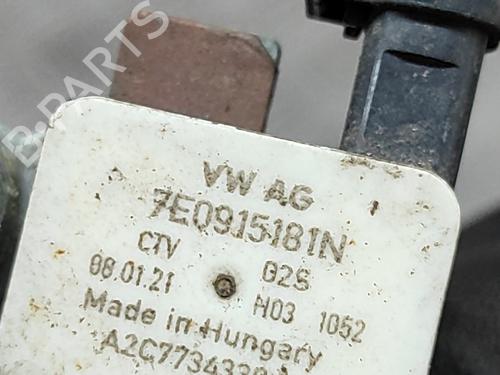 B-PARTS
VW AG
7E0915181N
CTV 02S
08.01.21 H03 1052
Made in Hungary